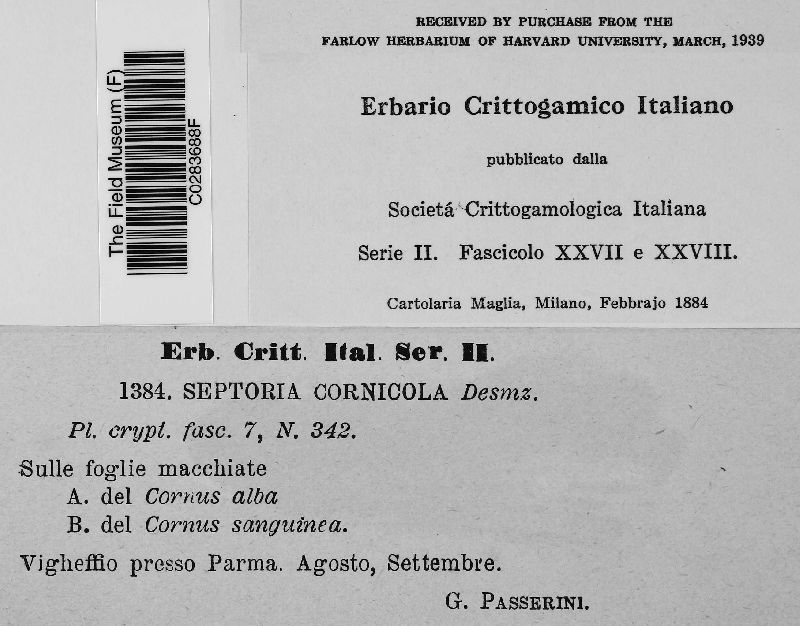 RECEIVED BY PURCHASE FROM THE
FARLOW HERBARIUM OF HARVARD UNIVERSITY, MARCH, 1939
The Field Museum (F)
C0283688F
Erbario Crittogamico Italiano
pubblicato dalla
Societá Crittogamologica Italiana
Serie II. Fascicolo XXVII e XXVIII.
Cartolaria Maglia, Milano, Febbrajo 1884
Erb. Critt. Ital. Ser. II.
1384. SEPTORIA CORNICOLA Desmz.
Pl. crypt. fasc. 7, N. 342.
Sulle foglie macchiate
A. del Cornus alba
B. del Cornus sanguinea.
Vigheffio presso Parma. Agosto, Settembre.
G. PASSERINI.